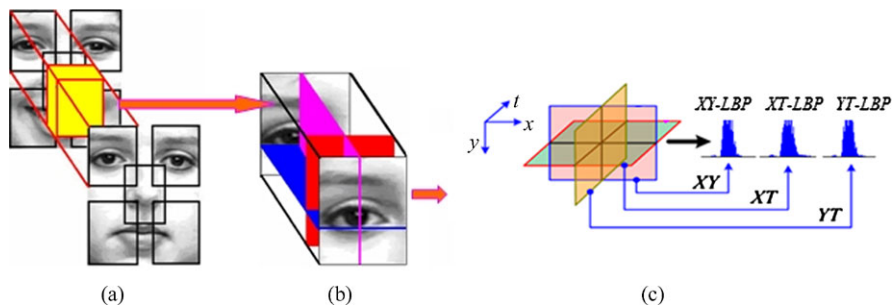 t
x
y
XY-LBP XT-LBP YT-LBP
XY
XT
YT
(a) (b) (c)